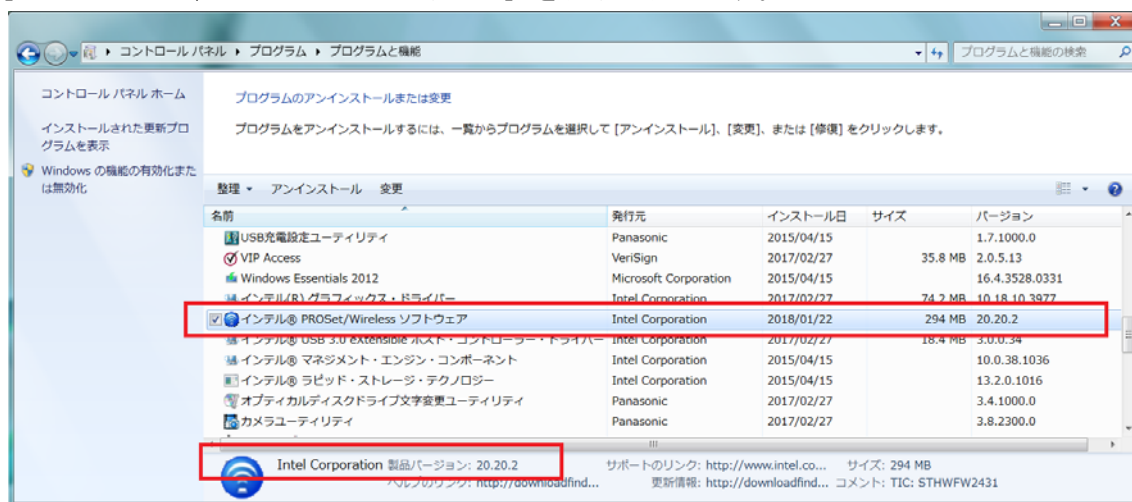 コントロール パネル ▸ プログラム ▸ プログラムと機能
プログラムと機能の検索
コントロール パネル ホーム
インストールされた更新プロ
グラムを表示
Windows の機能の有効化また
は無効化
プログラムのアンインストールまたは変更
プログラムをアンインストールするには、一覧からプログラムを選択して [アンインストール]、[変更]、または [修復] をクリックします。
整理 アンインストール 変更
名前 発行元 インストール日 サイズ バージョン
USB充電設定ユーティリティ Panasonic 2015/04/15 1.7.1000.0
VIP Access VeriSign 2017/02/27 35.8 MB 2.0.5.13
Windows Essentials 2012 Microsoft Corporation 2015/04/15 16.4.3528.0331
インテル(R) グラフィックス・ドライバー Intel Corporation 2017/02/27 74.2 MB 10.18.10.3977
インテル® PROSet/Wireless ソフトウェア Intel Corporation 2018/01/22 294 MB 20.20.2
インテル® USB 3.0 eXtensible ホスト・コントローラー・ドライバー Intel Corporation 2017/02/27 18.4 MB 3.0.0.34
インテル® マネジメント・エンジン・コンポーネント Intel Corporation 2015/04/15 10.0.38.1036
インテル® ラピッド・ストレージ・テクノロジー Intel Corporation 2015/04/15 13.2.0.1016
オプティカルディスクドライブ文字変更ユーティリティ Panasonic 2017/02/27 3.4.1000.0
カメラユーティリティ Panasonic 2017/02/27 3.8.2300.0
Intel Corporation 製品バージョン: 20.20.2 サポートのリンク: http://www.intel.co... サイズ: 294 MB
ヘルプのリンク: http://downloadfind... 更新情報: http://downloadfind... コメント: TIC: STHWFW2431